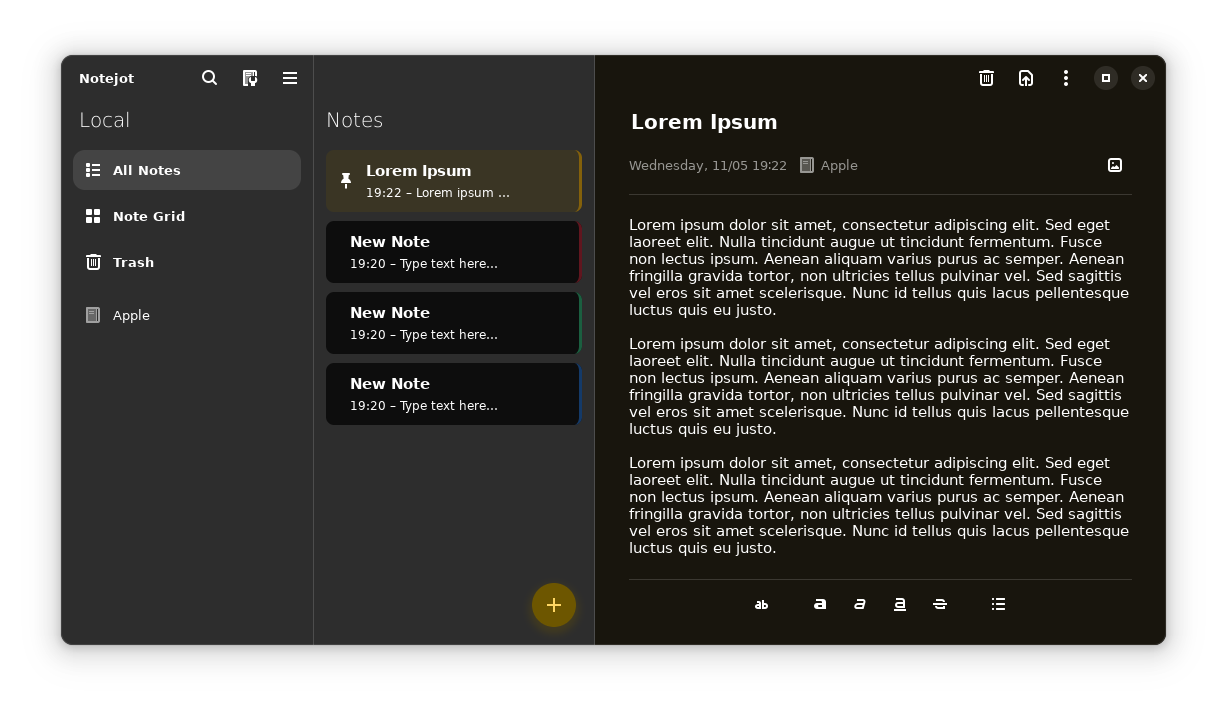 Notejot
Local
All Notes
Note Grid
Trash
Apple
Notes
Lorem Ipsum
19:22 – Lorem ipsum ...
New Note
19:20 – Type text here...
New Note
19:20 – Type text here...
New Note
19:20 – Type text here...
Lorem Ipsum
Wednesday, 11/05 19:22 Apple
Lorem ipsum dolor sit amet, consectetur adipiscing elit. Sed eget
laoreet elit. Nulla tincidunt augue ut tincidunt fermentum. Fusce
non lectus ipsum. Aenean aliquam varius purus ac semper. Aenean
fringilla gravida tortor, non ultricies tellus pulvinar vel. Sed sagittis
vel eros sit amet scelerisque. Nunc id tellus quis lacus pellentesque
luctus quis eu justo.
Lorem ipsum dolor sit amet, consectetur adipiscing elit. Sed eget
laoreet elit. Nulla tincidunt augue ut tincidunt fermentum. Fusce
non lectus ipsum. Aenean aliquam varius purus ac semper. Aenean
fringilla gravida tortor, non ultricies tellus pulvinar vel. Sed sagittis
vel eros sit amet scelerisque. Nunc id tellus quis lacus pellentesque
luctus quis eu justo.
Lorem ipsum dolor sit amet, consectetur adipiscing elit. Sed eget
laoreet elit. Nulla tincidunt augue ut tincidunt fermentum. Fusce
non lectus ipsum. Aenean aliquam varius purus ac semper. Aenean
fringilla gravida tortor, non ultricies tellus pulvinar vel. Sed sagittis
vel eros sit amet scelerisque. Nunc id tellus quis lacus pellentesque
luctus quis eu justo.
ab a a a a